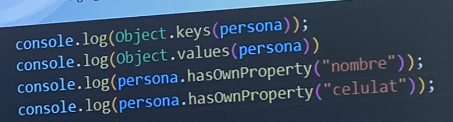 console.log(Object.keys(persona));
console.log(Object.values(persona))
console.log(persona.hasOwnProperty("nombre"));
console.log(persona.hasOwnProperty("celulat"));